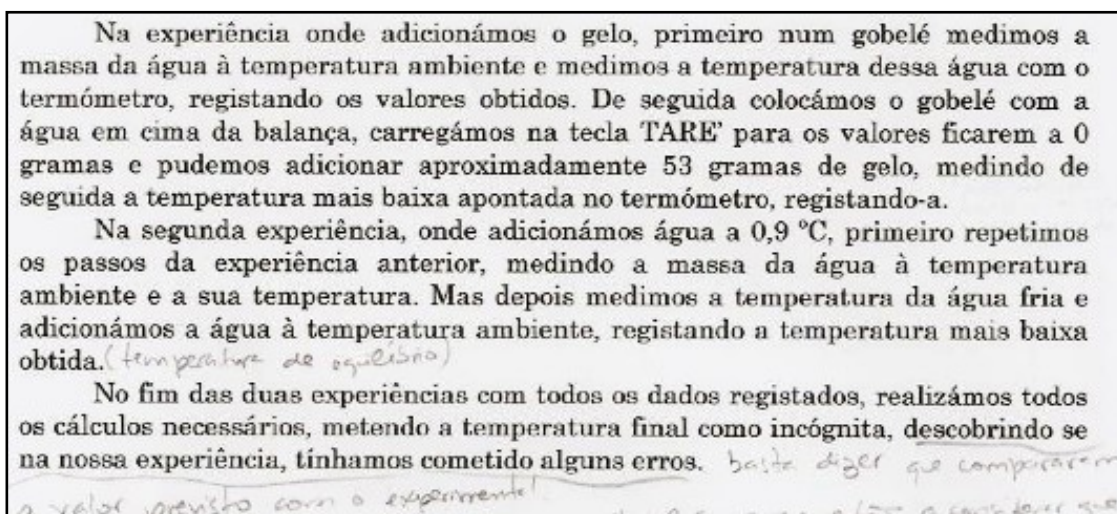 Na experiência onde adicionámos o gelo, primeiro num gobelé medimos a
massa da água à temperatura ambiente e medimos a temperatura dessa água com o
termómetro, registando os valores obtidos. De seguida colocámos o gobelé com a
água em cima da balança, carregámos na tecla TARE’ para os valores ficarem a 0
gramas e pudemos adicionar aproximadamente 53 gramas de gelo, medindo de
seguida a temperatura mais baixa apontada no termómetro, registando-a.
Na segunda experiência, onde adicionámos água a 0,9 ºC, primeiro repetimos
os passos da experiência anterior, medindo a massa da água à temperatura
ambiente e a sua temperatura. Mas depois medimos a temperatura da água fria e
adicionámos a água à temperatura ambiente, registando a temperatura mais baixa
obtida. (temperatura de equilíbrio)
No fim das duas experiências com todos os dados registados, realizámos todos
os cálculos necessários, metendo a temperatura final como incógnita, descobrindo se
na nossa experiência, tínhamos cometido alguns erros. basta dizer que compararam
o valor previsto com o experimental.